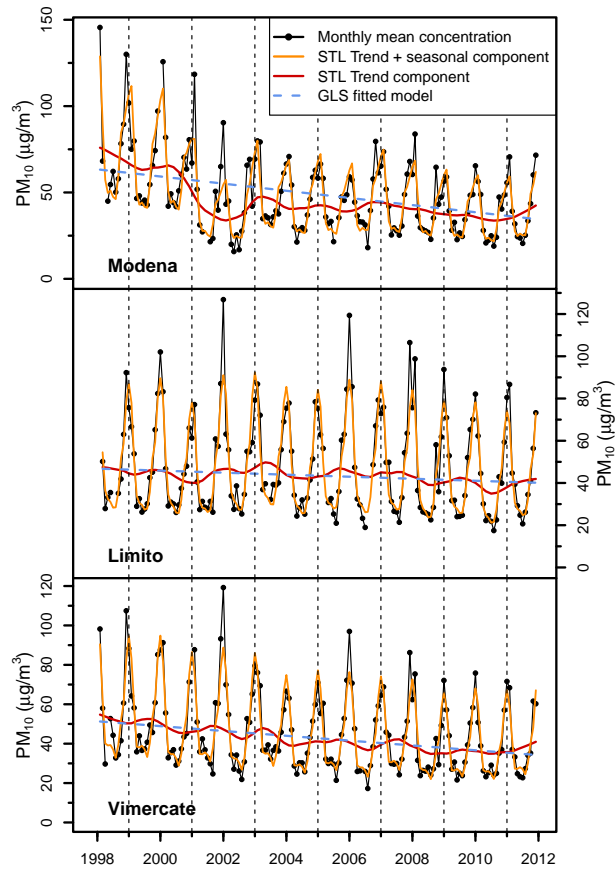 Monthly mean concentration
STL Trend + seasonal component
STL Trend component
GLS fitted model
PM10 (μg/m3)
0 50 100 150
Modena
PM10 (μg/m3)
0 20 40 60 80 100 120
Limito
PM10 (μg/m3)
0 20 40 60 80 100 120
Vimercate
1998 2000 2002 2004 2006 2008 2010 2012